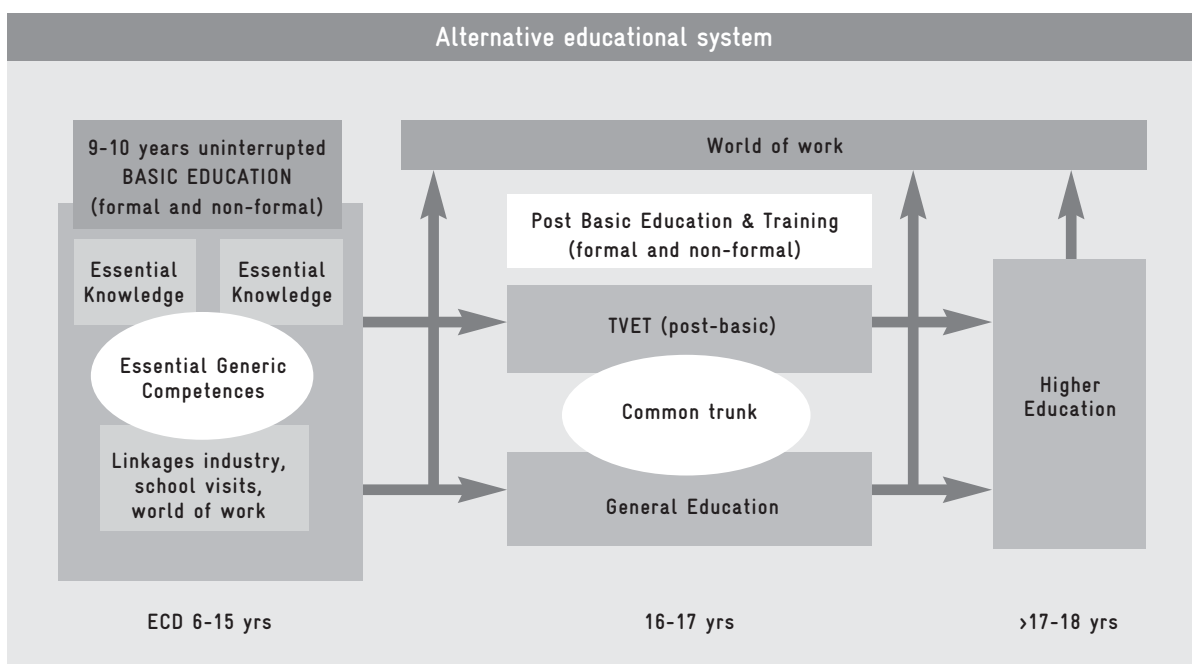 Alternative educational system
9-10 years uninterrupted
BASIC EDUCATION
(formal and non-formal)
Essential
Knowledge
Essential
Knowledge
Essential Generic
Competences
Linkages industry,
school visits,
world of work
ECD 6-15 yrs
World of work
Post Basic Education & Training
(formal and non-formal)
TVET (post-basic)
Common trunk
General Education
16-17 yrs
Higher
Education
>17-18 yrs